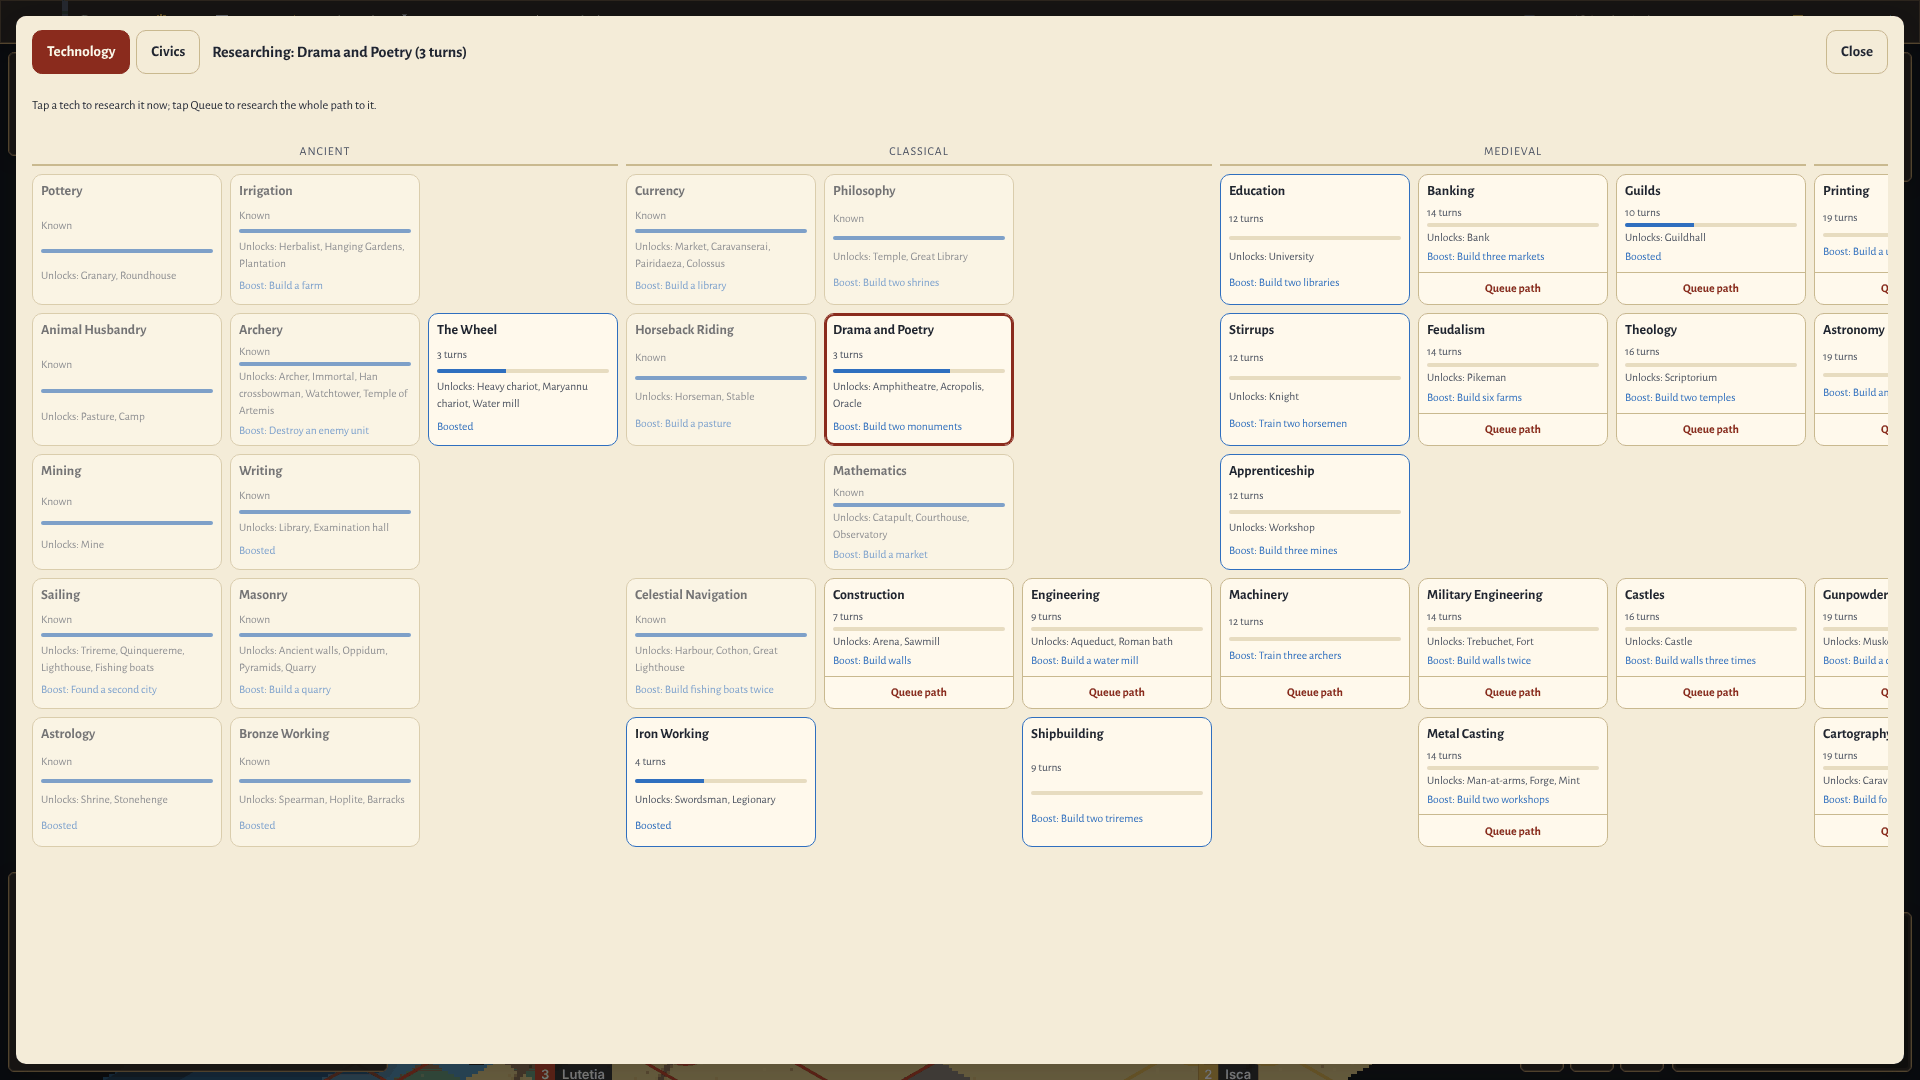 Technology
Civics
Researching: Drama and Poetry (3 turns)
Close
Tap a tech to research it now; tap Queue to research the whole path to it.
ANCIENT
CLASSICAL
MEDIEVAL
Pottery
Known
Unlocks: Granary, Roundhouse
Irrigation
Known
Unlocks: Herbalist, Hanging Gardens,
Plantation
Boost: Build a farm
Currency
Known
Unlocks: Market, Caravanserai,
Pairidaeza, Colossus
Boost: Build a library
Philosophy
Known
Unlocks: Temple, Great Library
Boost: Build two shrines
Education
12 turns
Unlocks: University
Boost: Build two libraries
Banking
14 turns
Unlocks: Bank
Boost: Build three markets
Queue path
Guilds
10 turns
Unlocks: Guildhall
Boosted
Queue path
Printing
19 turns
Boost: Build a u
Q
Animal Husbandry
Known
Unlocks: Pasture, Camp
Archery
Known
Unlocks: Archer, Immortal, Han
crossbowman, Watchtower, Temple of
Artemis
Boost: Destroy an enemy unit
The Wheel
3 turns
Unlocks: Heavy chariot, Maryannu
chariot, Water mill
Boosted
Horseback Riding
Known
Unlocks: Horseman, Stable
Boost: Build a pasture
Drama and Poetry
3 turns
Unlocks: Amphitheatre, Acropolis,
Oracle
Boost: Build two monuments
Stirrups
12 turns
Unlocks: Knight
Boost: Train two horsemen
Feudalism
14 turns
Unlocks: Pikeman
Boost: Build six farms
Queue path
Theology
16 turns
Unlocks: Scriptorium
Boost: Build two temples
Queue path
Astronomy
19 turns
Boost: Build an
Q
Mining
Known
Unlocks: Mine
Writing
Known
Unlocks: Library, Examination hall
Boosted
Mathematics
Known
Unlocks: Catapult, Courthouse,
Observatory
Boost: Build a market
Apprenticeship
12 turns
Unlocks: Workshop
Boost: Build three mines
Sailing
Known
Unlocks: Trireme, Quinquereme,
Lighthouse, Fishing boats
Boost: Found a second city
Masonry
Known
Unlocks: Ancient walls, Oppidum,
Pyramids, Quarry
Boost: Build a quarry
Celestial Navigation
Known
Unlocks: Harbour, Cothon, Great
Lighthouse
Boost: Build fishing boats twice
Construction
7 turns
Unlocks: Arena, Sawmill
Boost: Build walls
Queue path
Engineering
9 turns
Unlocks: Aqueduct, Roman bath
Boost: Build a water mill
Queue path
Machinery
12 turns
Boost: Train three archers
Queue path
Military Engineering
14 turns
Unlocks: Trebuchet, Fort
Boost: Build walls twice
Queue path
Castles
16 turns
Unlocks: Castle
Boost: Build walls three times
Queue path
Gunpowder
19 turns
Unlocks: Musk
Boost: Build a
Q
Astrology
Known
Unlocks: Shrine, Stonehenge
Boosted
Bronze Working
Known
Unlocks: Spearman, Hoplite, Barracks
Boosted
Iron Working
4 turns
Unlocks: Swordsman, Legionary
Boosted
Shipbuilding
9 turns
Boost: Build two triremes
Metal Casting
14 turns
Unlocks: Man-at-arms, Forge, Mint
Boost: Build two workshops
Queue path
Cartography
19 turns
Unlocks: Carav
Boost: Build fo
Q
3 Lutetia
2 Isca